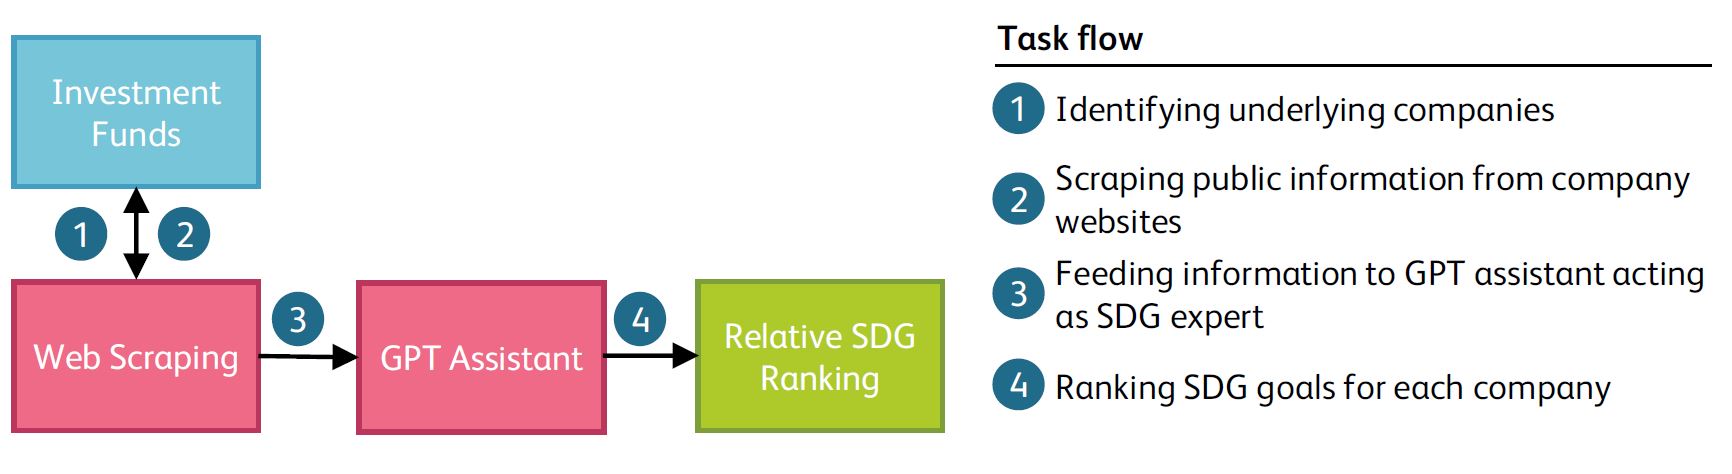 Investment
Funds
1
2
Web Scraping
3
GPT Assistant
4
Relative SDG
Ranking
Task flow
1 Identifying underlying companies
2 Scraping public information from company
websites
3 Feeding information to GPT assistant acting
as SDG expert
4 Ranking SDG goals for each company